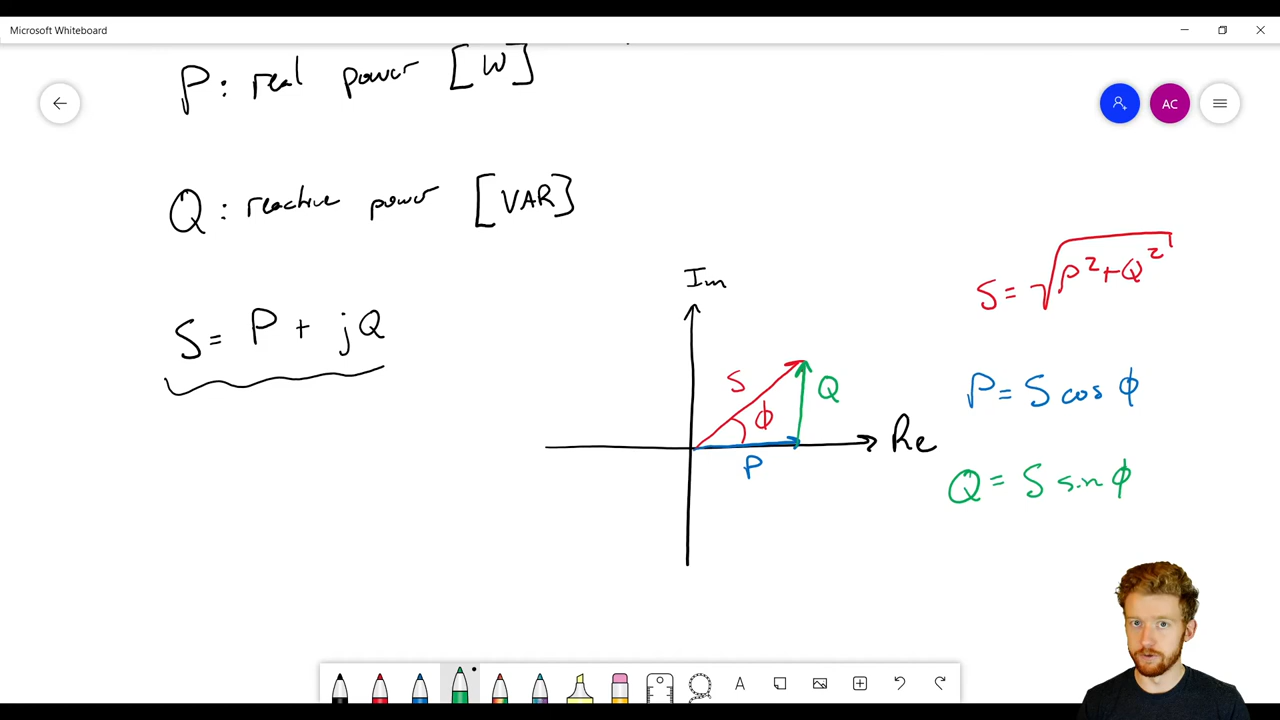 Microsoft Whiteboard
P: real power [W]
AC
Q: reactive power [VAR]
S = P + jQ
Im
S
ϕ
Q
P
Re
S = √P²+Q²
P = S cos ϕ
Q = S sin ϕ
A